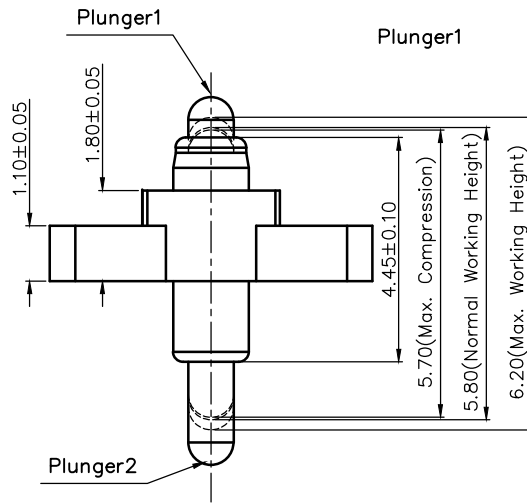 Plunger1
Plunger1
1.10±0.05
1.80±0.05
4.45±0.10
5.70(Max. Compression)
5.80(Normal Working Height)
6.20(Max. Working Height)
Plunger2